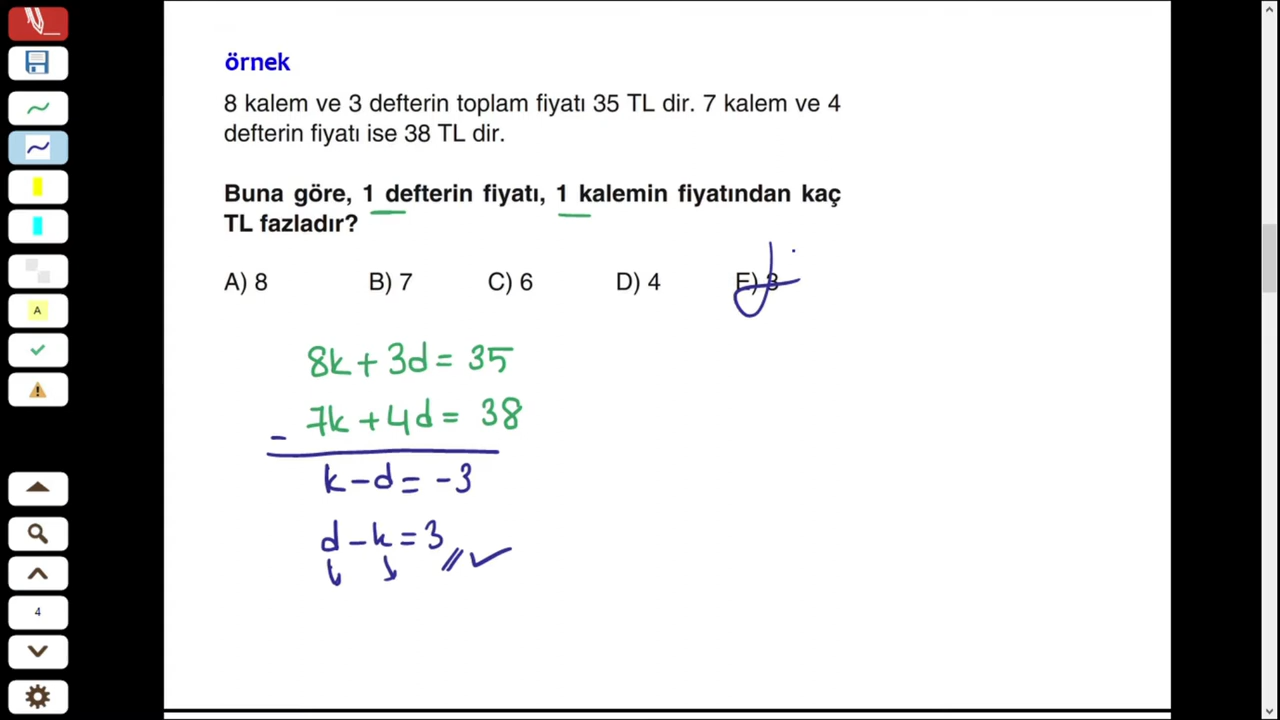 örnek
8 kalem ve 3 defterin toplam fiyatı 35 TL dir. 7 kalem ve 4
defterin fiyatı ise 38 TL dir.
Buna göre, 1 defterin fiyatı, 1 kalemin fiyatından kaç
TL fazladır?
A) 8 B) 7 C) 6 D) 4 E) 3
8k + 3d = 35
- 7k + 4d = 38
k - d = -3
d - k = 3
A
4